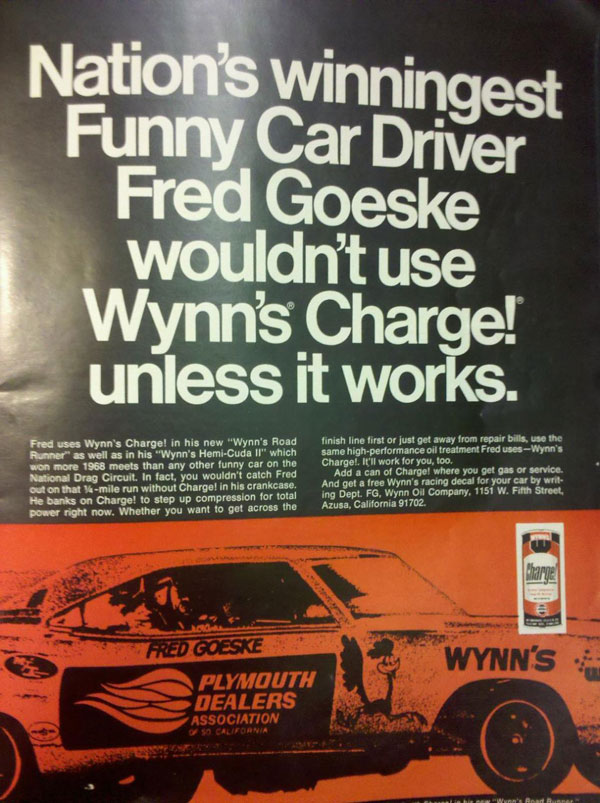 Nation's winningest
Funny Car Driver
Fred Goeske
wouldn't use
Wynn's® Charge!®
unless it works.
Fred uses Wynn's Charge! in his new "Wynn's Road
Runner" as well as in his "Wynn's Hemi-Cuda II" which
won more 1968 meets than any other funny car on the
National Drag Circuit. In fact, you wouldn't catch Fred
out on that ¼-mile run without Charge! in his crankcase.
He banks on Charge! to step up compression for total
power right now. Whether you want to get across the
finish line first or just get away from repair bills, use the
same high-performance oil treatment Fred uses—Wynn's
Charge!. It'll work for you, too.
Add a can of Charge! where you get gas or service.
And get a free Wynn's racing decal for your car by writ-
ing Dept. FG, Wynn Oil Company, 1151 W. Fifth Street,
Azusa, California 91702.
WYNN'S
Charge!
FRED GOESKE
PLYMOUTH
DEALERS
ASSOCIATION
OF SO CALIFORNIA
WYNN'S
in his new "Wynn's Road Runner"